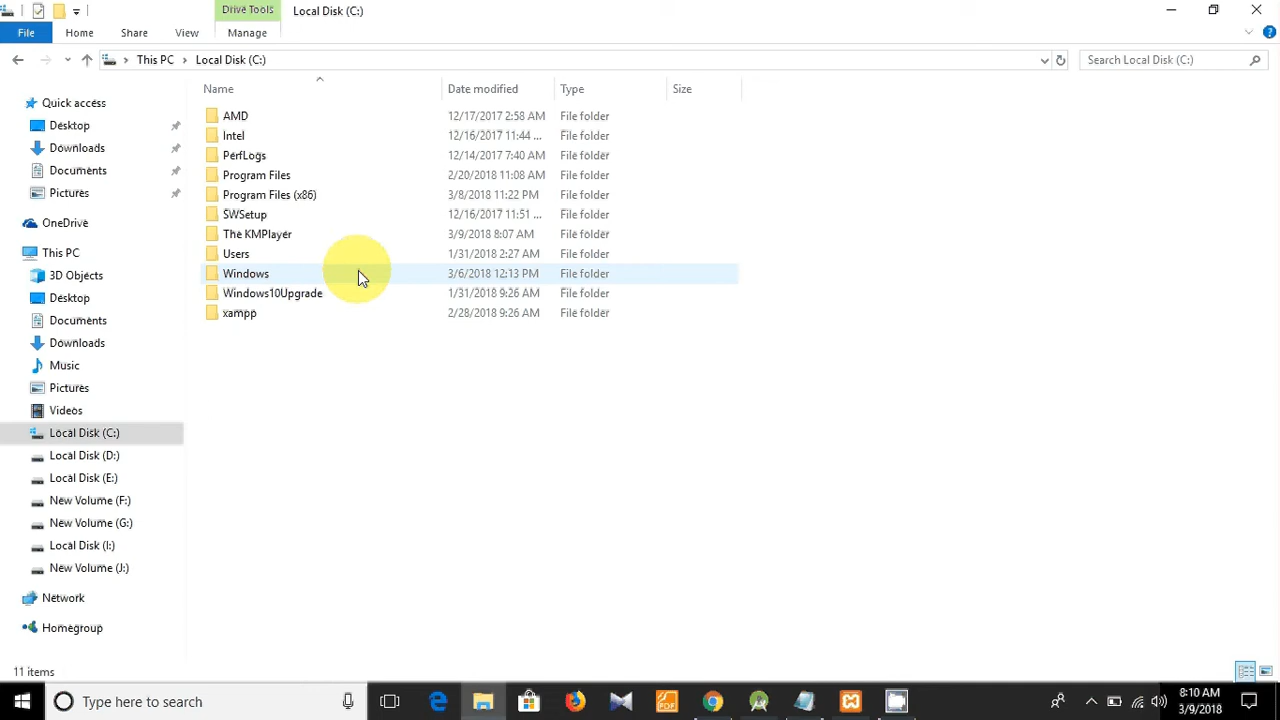 Drive Tools
Local Disk (C:)
File
Home
Share
View
Manage
This PC
Local Disk (C:)
Search Local Disk (C:)
Name
Date modified
Type
Size
AMD 12/17/2017 2:58 AM File folder
Intel 12/16/2017 11:44 ... File folder
PerfLogs 12/14/2017 7:40 AM File folder
Program Files 2/20/2018 11:08 AM File folder
Program Files (x86) 3/8/2018 11:22 PM File folder
SWSetup 12/16/2017 11:51 ... File folder
The KMPlayer 3/9/2018 8:07 AM File folder
Users 1/31/2018 2:27 AM File folder
Windows 3/6/2018 12:13 PM File folder
Windows10Upgrade 1/31/2018 9:26 AM File folder
xampp 2/28/2018 9:26 AM File folder
Quick access
Desktop
Downloads
Documents
Pictures
OneDrive
This PC
3D Objects
Desktop
Documents
Downloads
Music
Pictures
Videos
Local Disk (C:)
Local Disk (D:)
Local Disk (E:)
New Volume (F:)
New Volume (G:)
Local Disk (I:)
New Volume (J:)
Network
Homegroup
11 items
Type here to search
PDF
8:10 AM
3/9/2018